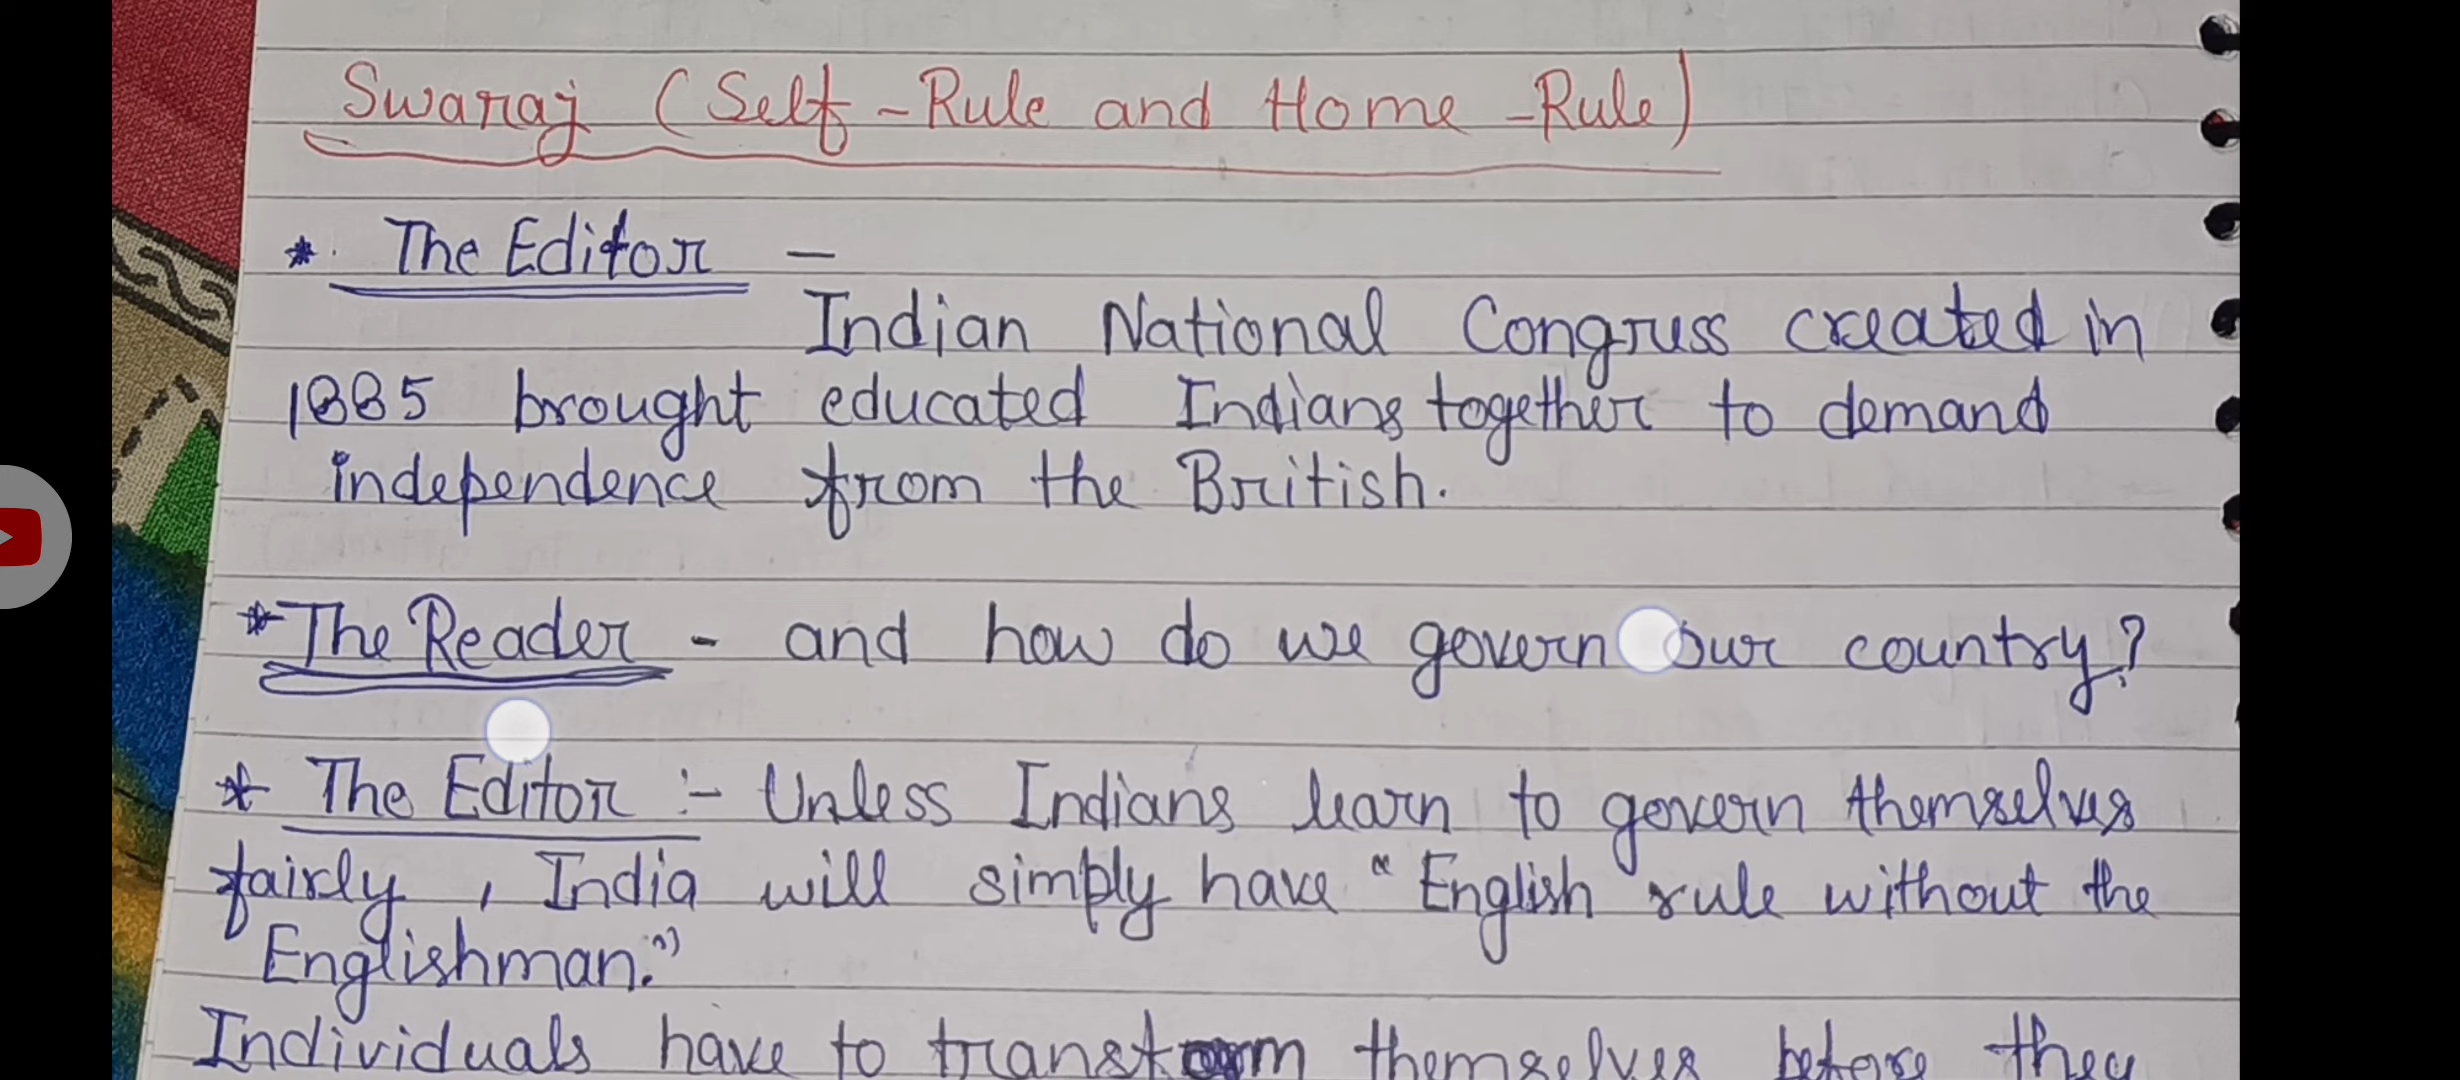 Swaraj (Self-Rule and Home-Rule)
* The Editor –
Indian National Congress created in
1885 brought educated Indians together to demand
independence from the British.
* The Reader - and how do we govern our country?
* The Editor :- Unless Indians learn to govern themselves
fairly, India will simply have "English rule without the
Englishman."
Individuals have to transform themselves before they